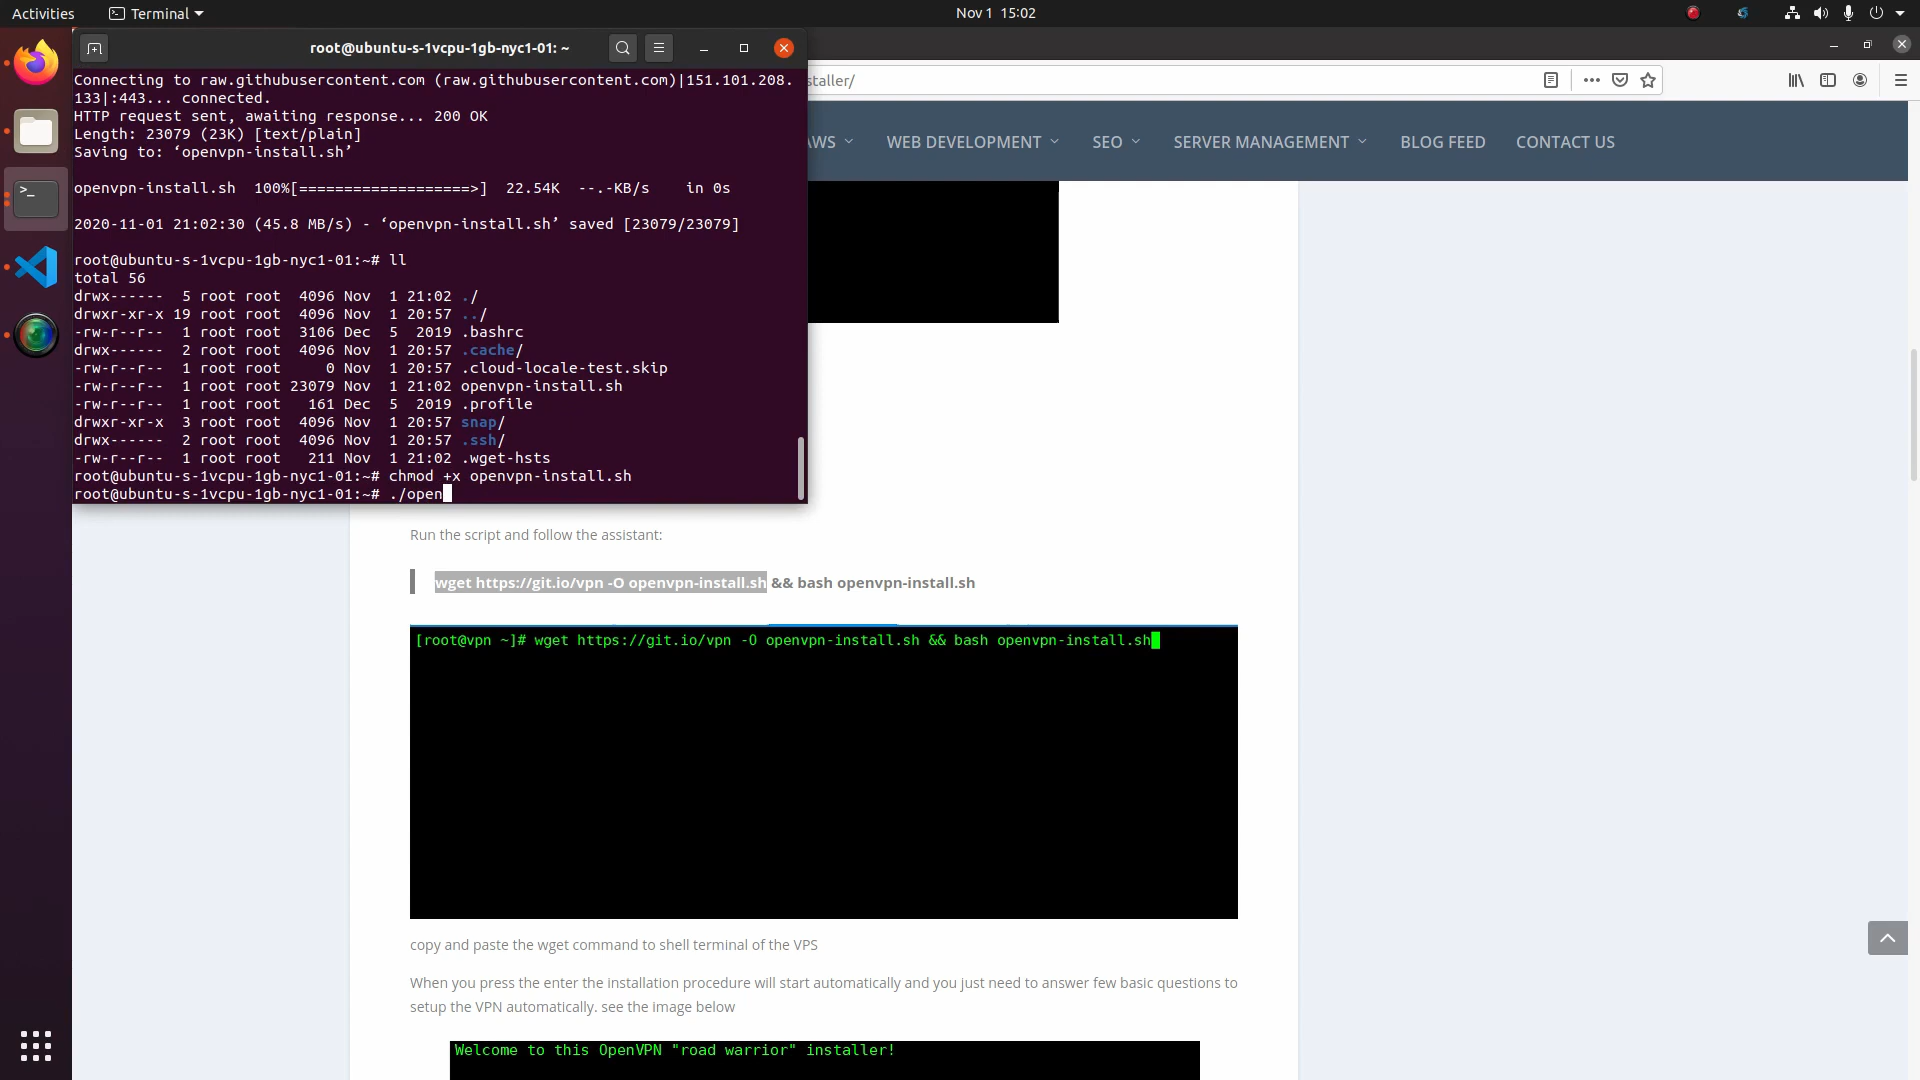 Activities
Terminal
Nov 1 15:02
root@ubuntu-s-1vcpu-1gb-nyc1-01: ~
Connecting to raw.githubusercontent.com (raw.githubusercontent.com)|151.101.208.
133|:443... connected.
HTTP request sent, awaiting response... 200 OK
Length: 23079 (23K) [text/plain]
Saving to: ‘openvpn-install.sh’
openvpn-install.sh 100%[===================>] 22.54K --.-KB/s in 0s
2020-11-01 21:02:30 (45.8 MB/s) - ‘openvpn-install.sh’ saved [23079/23079]
root@ubuntu-s-1vcpu-1gb-nyc1-01:~# ll
total 56
drwx------ 5 root root 4096 Nov 1 21:02 ./
drwxr-xr-x 19 root root 4096 Nov 1 20:57 ../
-rw-r--r-- 1 root root 3106 Dec 5 2019 .bashrc
drwx------ 2 root root 4096 Nov 1 20:57 .cache/
-rw-r--r-- 1 root root 0 Nov 1 20:57 .cloud-locale-test.skip
-rw-r--r-- 1 root root 23079 Nov 1 21:02 openvpn-install.sh
-rw-r--r-- 1 root root 161 Dec 5 2019 .profile
drwxr-xr-x 3 root root 4096 Nov 1 20:57 snap/
drwx------ 2 root root 4096 Nov 1 20:57 .ssh/
-rw-r--r-- 1 root root 211 Nov 1 21:02 .wget-hsts
root@ubuntu-s-1vcpu-1gb-nyc1-01:~# chmod +x openvpn-install.sh
root@ubuntu-s-1vcpu-1gb-nyc1-01:~# ./open
staller/
AWS WEB DEVELOPMENT SEO SERVER MANAGEMENT BLOG FEED CONTACT US
Run the script and follow the assistant:
wget https://git.io/vpn -O openvpn-install.sh && bash openvpn-install.sh
[root@vpn ~]# wget https://git.io/vpn -O openvpn-install.sh && bash openvpn-install.sh
copy and paste the wget command to shell terminal of the VPS
When you press the enter the installation procedure will start automatically and you just need to answer few basic questions to
setup the VPN automatically. see the image below
Welcome to this OpenVPN "road warrior" installer!